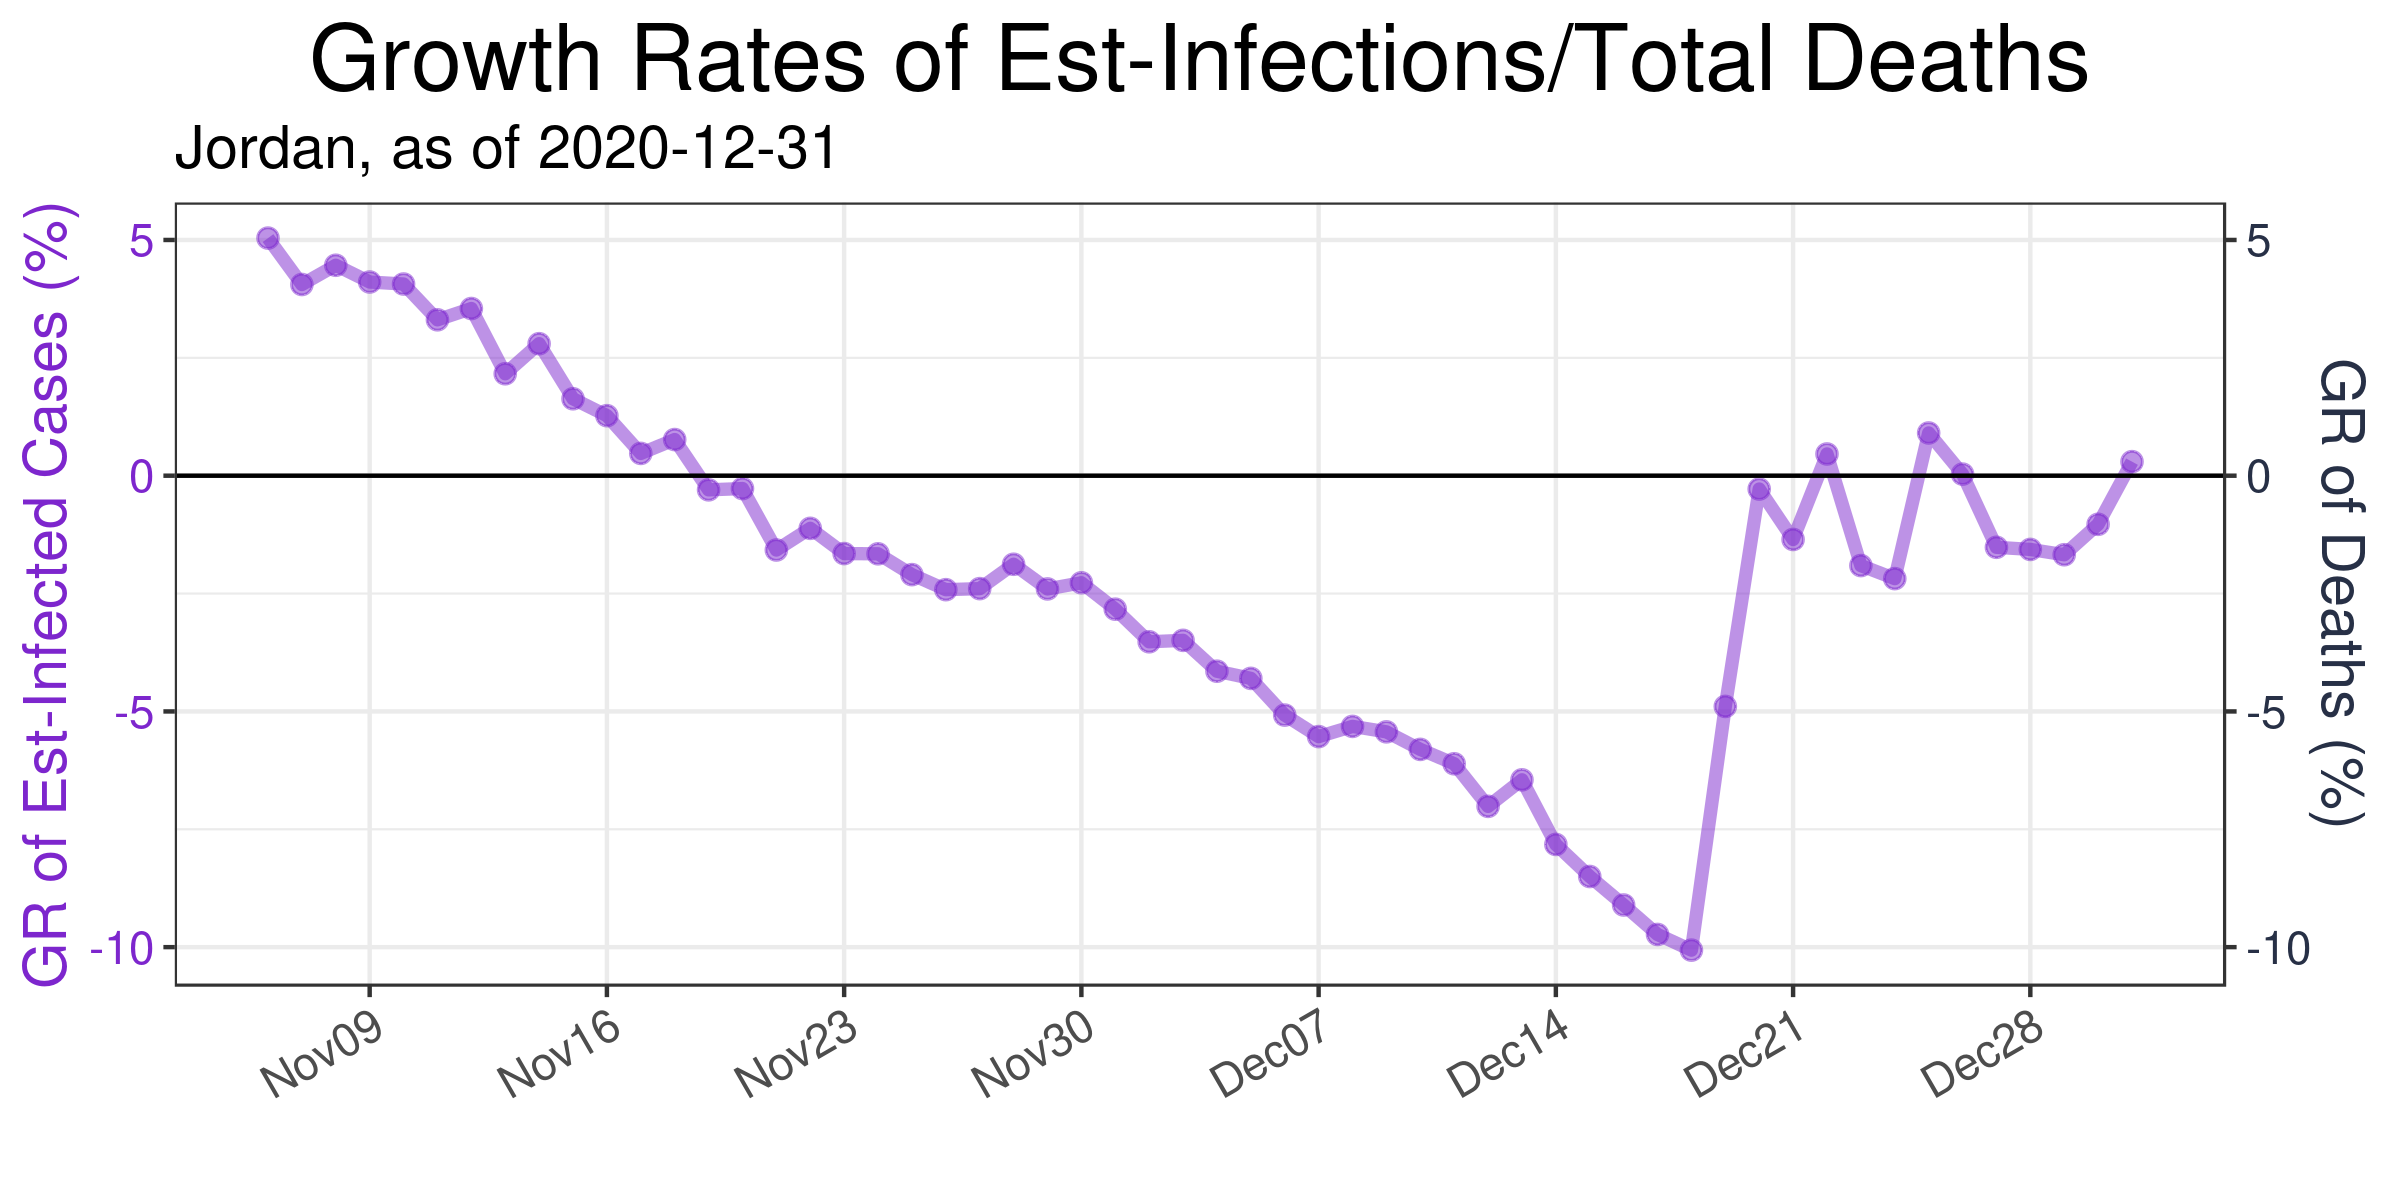 Growth Rates of Est-Infections/Total Deaths
Jordan, as of 2020-12-31
GR of Est-Infected Cases (%)
5
0
-5
-10
5
0
-5
-10
GR of Deaths (%)
Nov09
Nov16
Nov23
Nov30
Dec07
Dec14
Dec21
Dec28